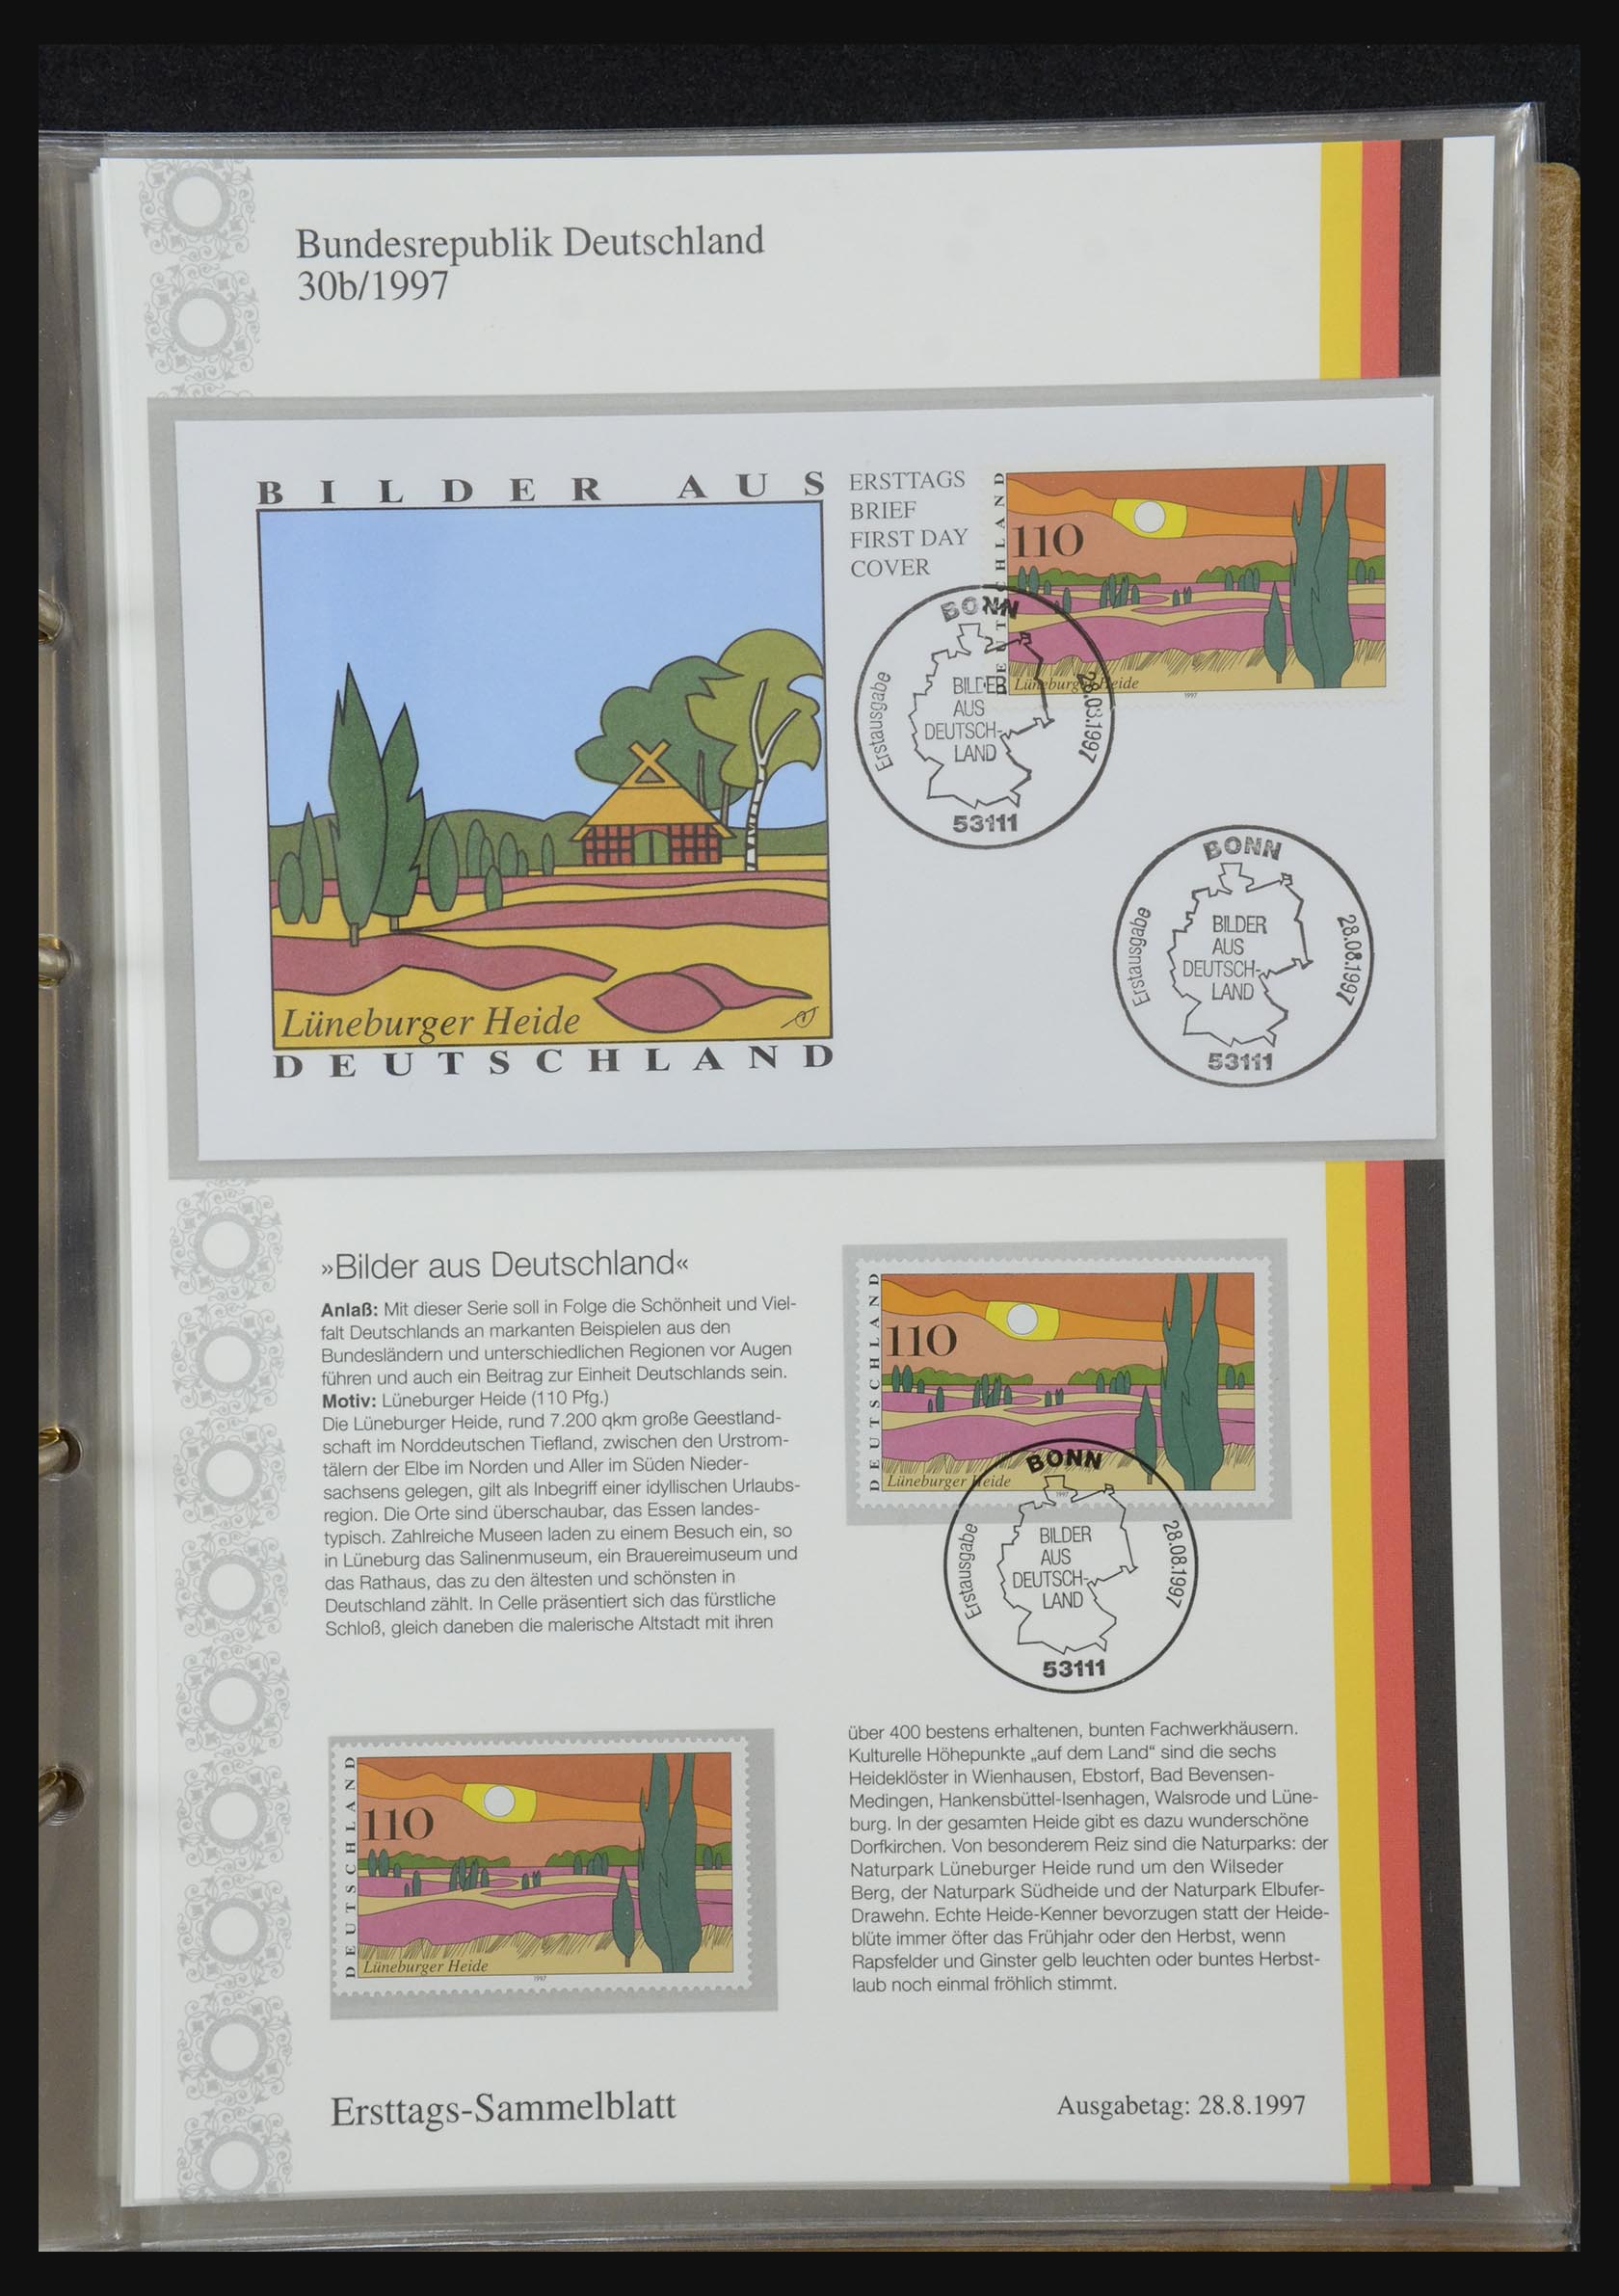 Bundesrepublik Deutschland
30b/1997
BILDER AUS
Lüneburger Heide
DEUTSCHLAND
ERSTTAGS
BRIEF
FIRST DAY
COVER
DEUTSCHLAND
110
Lüneburger Heide
1997
BONN
Erstausgabe
BILDER
AUS
DEUTSCH-
LAND
28.08.1997
53111
BONN
Erstausgabe
BILDER
AUS
DEUTSCH-
LAND
28.08.1997
53111
»Bilder aus Deutschland«
Anlaß: Mit dieser Serie soll in Folge die Schönheit und Viel-
falt Deutschlands an markanten Beispielen aus den
Bundesländern und unterschiedlichen Regionen vor Augen
führen und auch ein Beitrag zur Einheit Deutschlands sein.
Motiv: Lüneburger Heide (110 Pfg.)
Die Lüneburger Heide, rund 7.200 qkm große Geestland-
schaft im Norddeutschen Tiefland, zwischen den Urstrom-
tälern der Elbe im Norden und Aller im Süden Nieder-
sachsens gelegen, gilt als Inbegriff einer idyllischen Urlaubs-
region. Die Orte sind überschaubar, das Essen landes-
typisch. Zahlreiche Museen laden zu einem Besuch ein, so
in Lüneburg das Salinenmuseum, ein Brauereimuseum und
das Rathaus, das zu den ältesten und schönsten in
Deutschland zählt. In Celle präsentiert sich das fürstliche
Schloß, gleich daneben die malerische Altstadt mit ihren
DEUTSCHLAND
110
Lüneburger Heide
1997
BONN
Erstausgabe
BILDER
AUS
DEUTSCH-
LAND
28.08.1997
53111
DEUTSCHLAND
110
Lüneburger Heide
1997
über 400 bestens erhaltenen, bunten Fachwerkhäusern.
Kulturelle Höhepunkte „auf dem Land“ sind die sechs
Heideklöster in Wienhausen, Ebstorf, Bad Bevensen-
Medingen, Hankensbüttel-Isenhagen, Walsrode und Lüne-
burg. In der gesamten Heide gibt es dazu wunderschöne
Dorfkirchen. Von besonderem Reiz sind die Naturparks: der
Naturpark Lüneburger Heide rund um den Wilseder
Berg, der Naturpark Südheide und der Naturpark Elbufer-
Drawehn. Echte Heide-Kenner bevorzugen statt der Heide-
blüte immer öfter das Frühjahr oder den Herbst, wenn
Rapsfelder und Ginster gelb leuchten oder buntes Herbst-
laub noch einmal fröhlich stimmt.
Ersttags-Sammelblatt
Ausgabetag: 28.8.1997